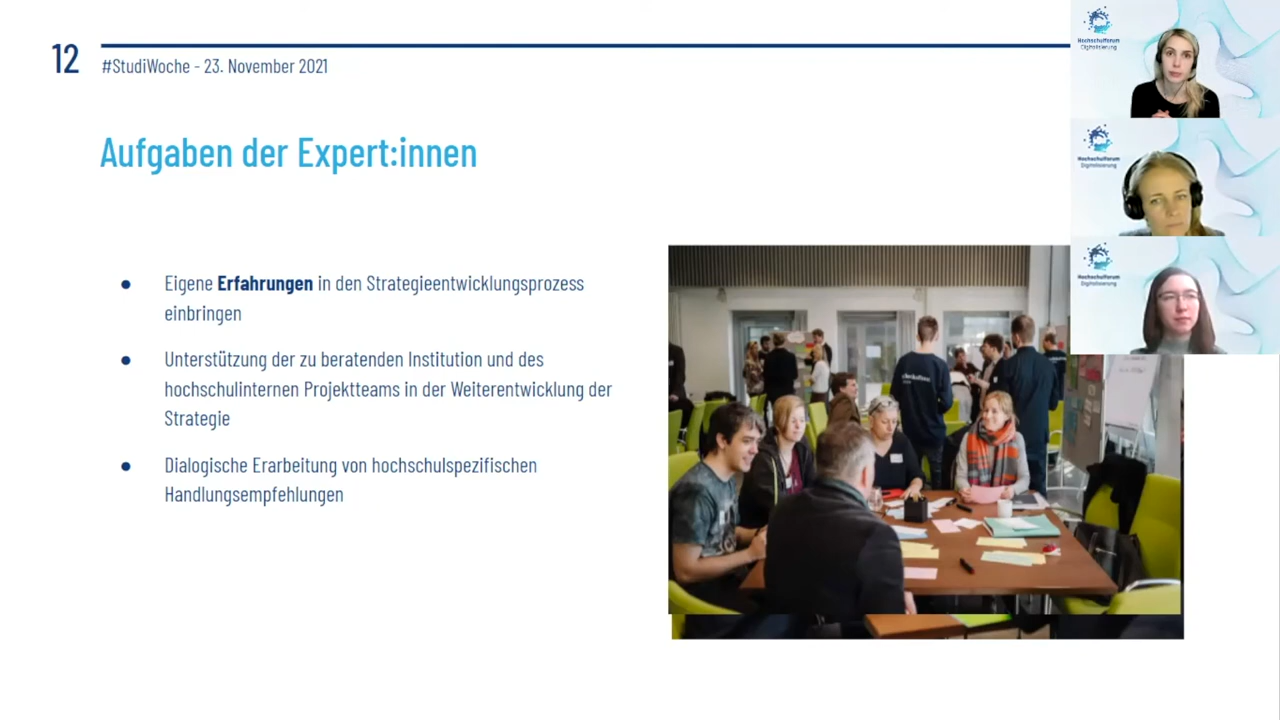 12
#StudiWoche - 23. November 2021
Aufgaben der Expert:innen
● Eigene Erfahrungen in den Strategieentwicklungsprozess
einbringen
● Unterstützung der zu beratenden Institution und des
hochschulinternen Projektteams in der Weiterentwicklung der
Strategie
● Dialogische Erarbeitung von hochschulspezifischen
Handlungsempfehlungen
Hochschulforum
Digitalisierung
Hochschulforum
Digitalisierung
Hochschulforum
Digitalisierung